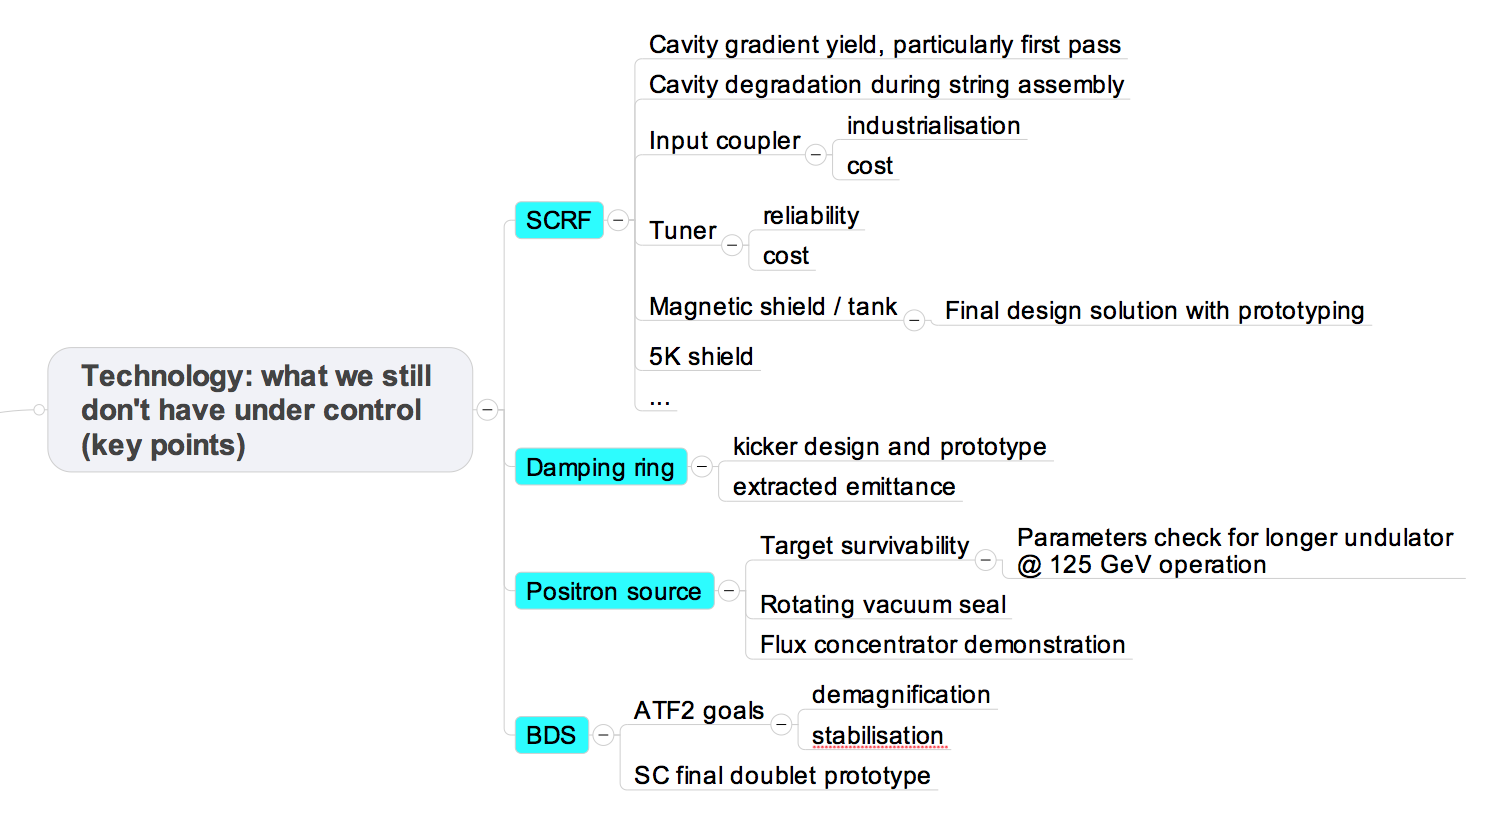 Technology: what we still
don't have under control
(key points)
SCRF
Cavity gradient yield, particularly first pass
Cavity degradation during string assembly
Input coupler
industrialisation
cost
Tuner
reliability
cost
Magnetic shield / tank
Final design solution with prototyping
5K shield
...
Damping ring
kicker design and prototype
extracted emittance
Positron source
Target survivability
Parameters check for longer undulator
@ 125 GeV operation
Rotating vacuum seal
Flux concentrator demonstration
BDS
ATF2 goals
demagnification
stabilisation
SC final doublet prototype